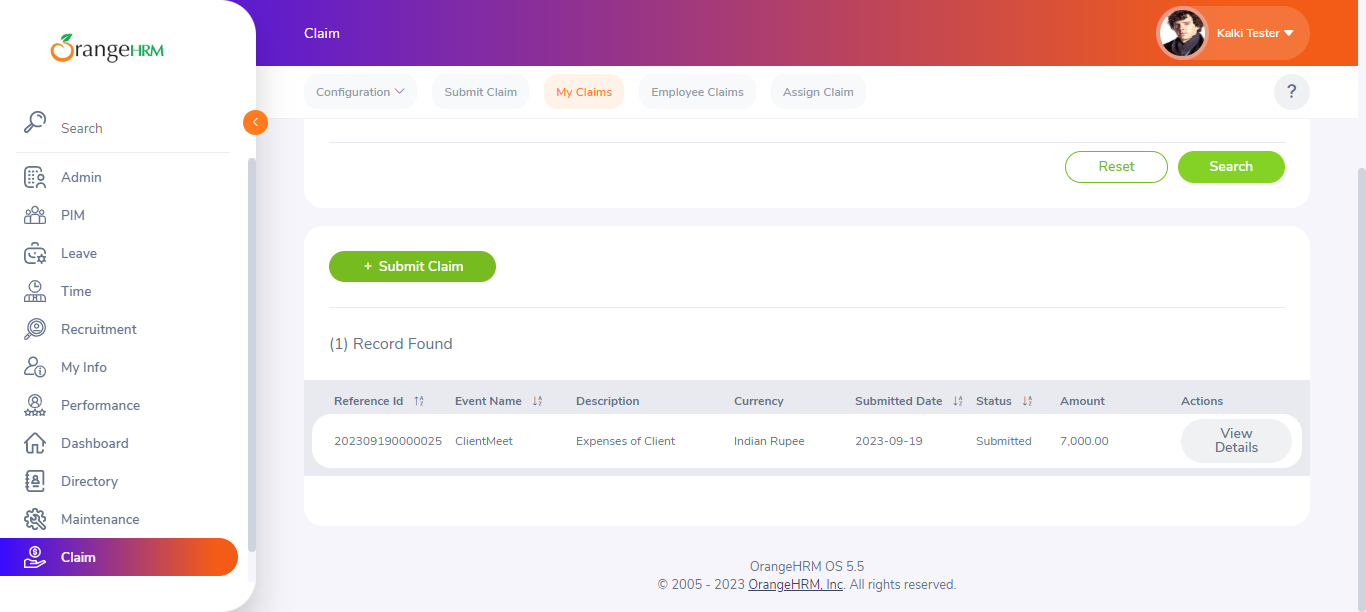 OrangeHRM
Search
Admin
PIM
Leave
Time
Recruitment
My Info
Performance
Dashboard
Directory
Maintenance
Claim
Claim
Kalki Tester
Configuration
Submit Claim
My Claims
Employee Claims
Assign Claim
?
Reset
Search
+ Submit Claim
(1) Record Found
Reference Id Event Name Description Currency Submitted Date Status Amount Actions
202309190000025 ClientMeet Expenses of Client Indian Rupee 2023-09-19 Submitted 7,000.00 View
Details
OrangeHRM OS 5.5
© 2005 - 2023 OrangeHRM, Inc. All rights reserved.